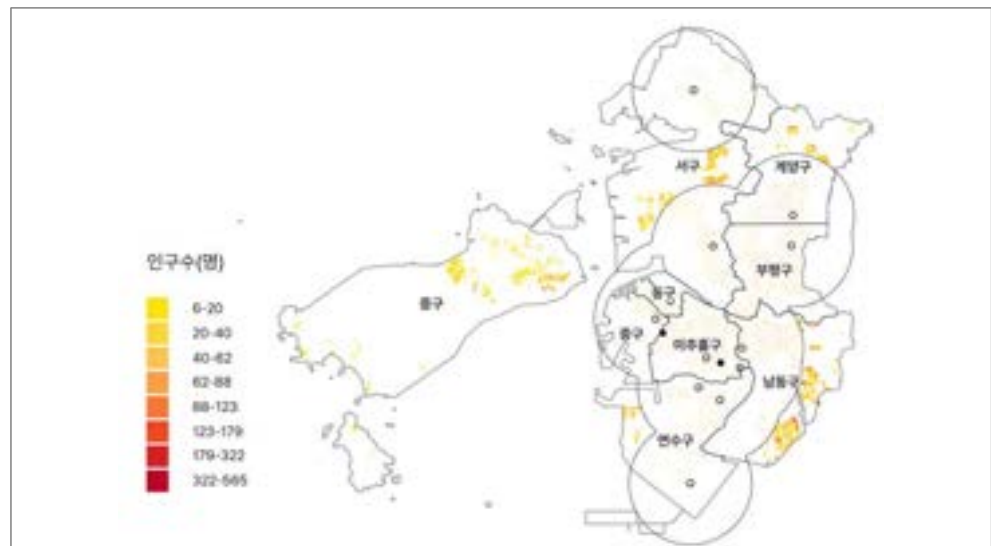 서구
계양구
인구수(명)
부평구
6-20
중구
동구
20-40
중구
미추홀구
40-62
남동구
62-88
88-123
연수구
123-179
179-322
322-565